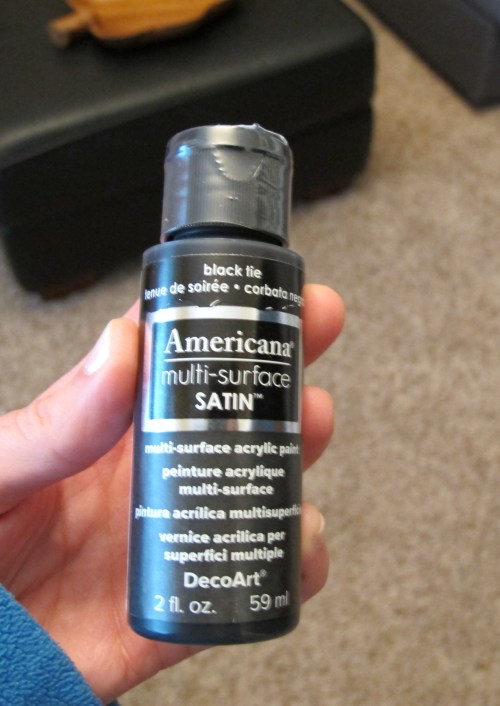 black tie
tenue de soirée • corbata negra
Americana®
multi-surface
SATIN™
multi-surface acrylic paint
peinture acrylique
multi-surface
pintura acrílica multisuperficie
vernice acrilica per
superfici multiple
DecoArt®
2 fl. oz. 59 ml